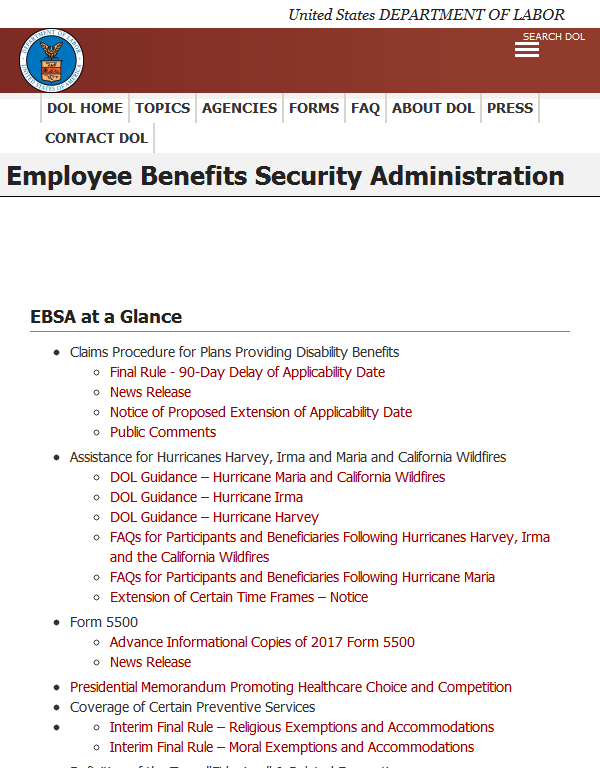 United States DEPARTMENT OF LABOR
SEARCH DOL
DOL HOME TOPICS AGENCIES FORMS FAQ ABOUT DOL PRESS
CONTACT DOL
Employee Benefits Security Administration
EBSA at a Glance
Claims Procedure for Plans Providing Disability Benefits
Final Rule - 90-Day Delay of Applicability Date
News Release
Notice of Proposed Extension of Applicability Date
Public Comments
Assistance for Hurricanes Harvey, Irma and Maria and California Wildfires
DOL Guidance – Hurricane Maria and California Wildfires
DOL Guidance – Hurricane Irma
DOL Guidance – Hurricane Harvey
FAQs for Participants and Beneficiaries Following Hurricanes Harvey, Irma
and the California Wildfires
FAQs for Participants and Beneficiaries Following Hurricane Maria
Extension of Certain Time Frames – Notice
Form 5500
Advance Informational Copies of 2017 Form 5500
News Release
Presidential Memorandum Promoting Healthcare Choice and Competition
Coverage of Certain Preventive Services
Interim Final Rule – Religious Exemptions and Accommodations
Interim Final Rule – Moral Exemptions and Accommodations